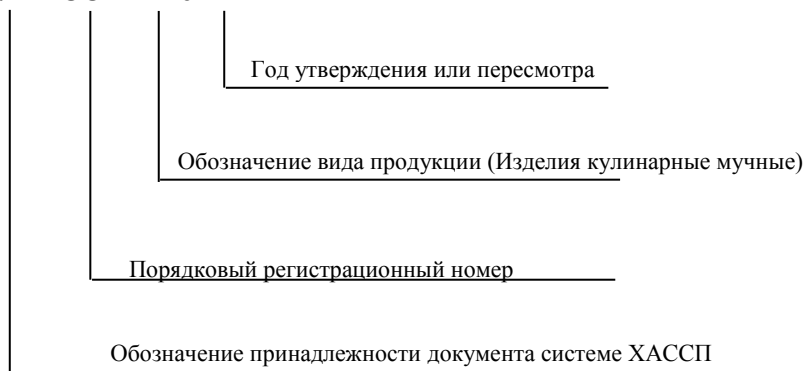 Год утверждения или пересмотра
Обозначение вида продукции (Изделия кулинарные мучные)
Порядковый регистрационный номер
Обозначение принадлежности документа системе ХАССП